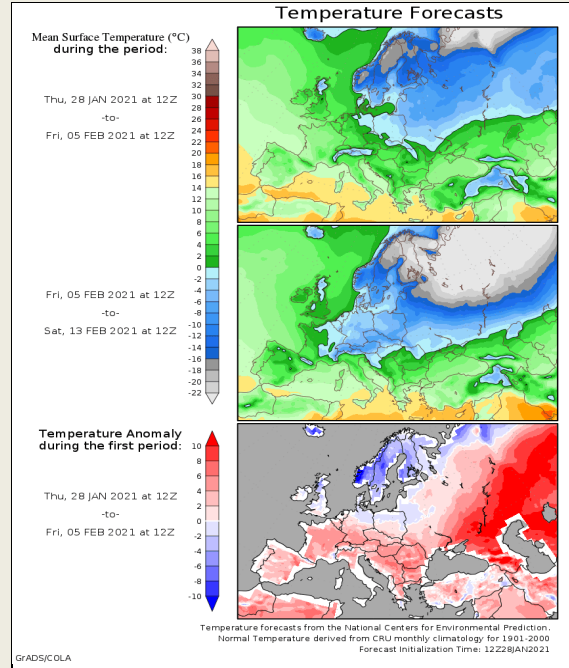 Temperature Forecasts
Mean Surface Temperature (°C)
during the period:
38
36
34
32
30
28
26
24
22
20
18
16
14
12
10
8
6
4
2
0
-2
-4
-6
-8
-10
-12
-14
-16
-18
-20
-22
Thu, 28 JAN 2021 at 12Z
-to-
Fri, 05 FEB 2021 at 12Z
Fri, 05 FEB 2021 at 12Z
-to-
Sat, 13 FEB 2021 at 12Z
Temperature Anomaly
during the first period:
10
8
6
4
2
0
-2
-4
-6
-8
-10
Thu, 28 JAN 2021 at 12Z
-to-
Fri, 05 FEB 2021 at 12Z
Temperature forecasts from the National Centers for Environmental Prediction.
Normal Temperature derived from CRU monthly climatology for 1901-2000
Forecast Initialization Time: 12Z28JAN2021
GrADS/COLA